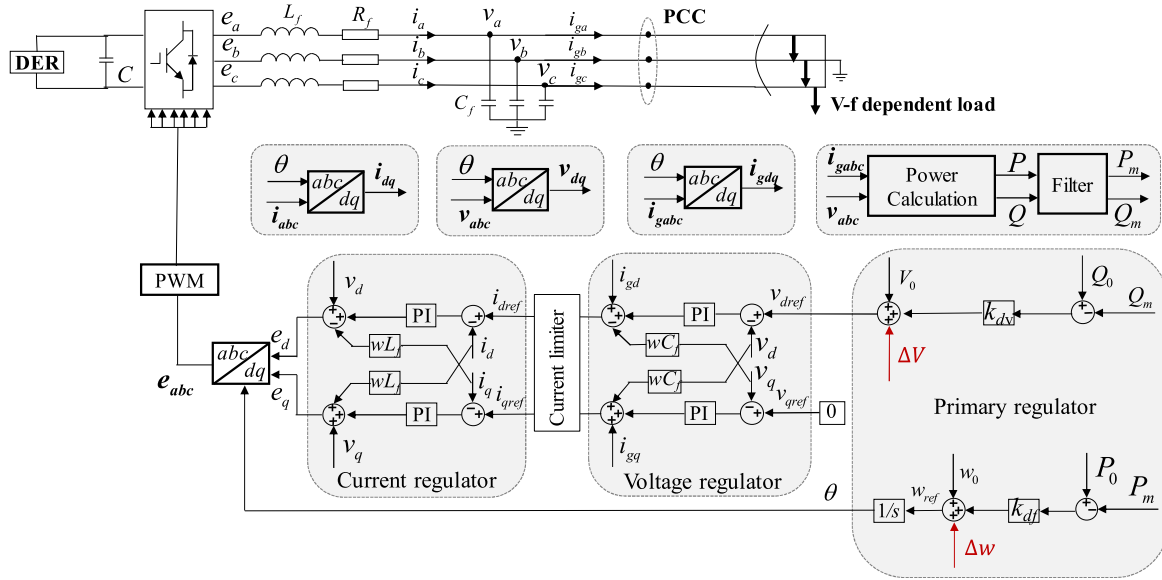 DER
C
e_a
e_b
e_c
L_f
R_f
i_a
i_b
i_c
v_a
v_b
v_c
C_f
i_ga
i_gb
i_gc
PCC
V-f dependent load
θ
i_abc
abc
dq
i_dq
θ
v_abc
abc
dq
v_dq
θ
i_gabc
abc
dq
i_gdq
i_gabc
v_abc
Power
Calculation
P
Q
Filter
P_m
Q_m
PWM
e_abc
abc
dq
e_d
e_q
v_d
PI
wL_f
wL_f
PI
v_q
i_dref
i_d
i_q
i_qref
Current regulator
Current limiter
i_gd
PI
wC_f
wC_f
PI
i_gq
v_dref
v_d
v_q
v_qref
0
Voltage regulator
V_0
ΔV
k_dv
Q_0
Q_m
Primary regulator
θ
1/s
w_ref
w_0
Δw
k_df
P_0
P_m